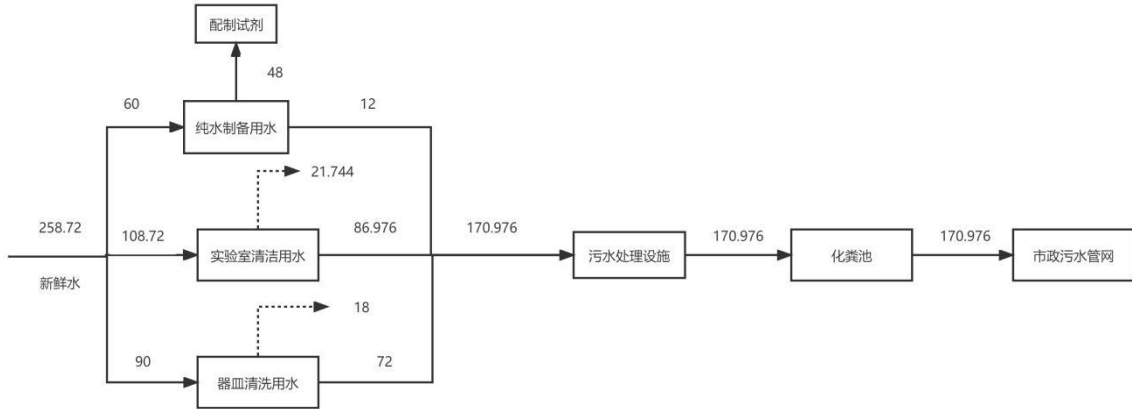 配制试剂
48
60
纯水制备用水
12
21.744
258.72
108.72
实验室清洁用水
86.976
170.976
污水处理设施
170.976
化粪池
170.976
市政污水管网
新鲜水
18
90
器皿清洗用水
72